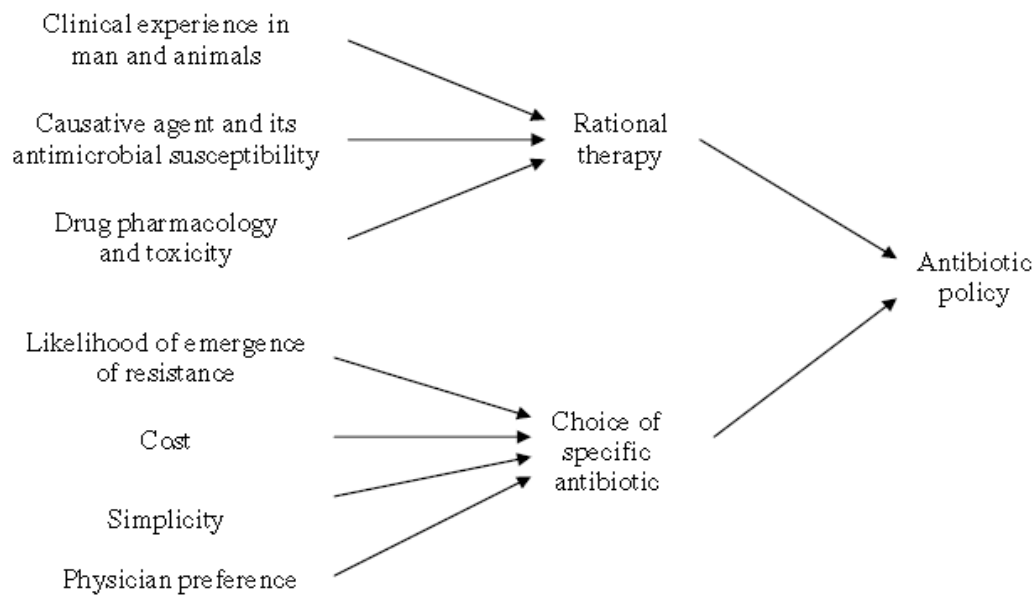 Clinical experience in
man and animals
Causative agent and its
antimicrobial susceptibility
Drug pharmacology
and toxicity
Rational
therapy
Likelihood of emergence
of resistance
Cost
Simplicity
Physician preference
Choice of
specific
antibiotic
Antibiotic
policy